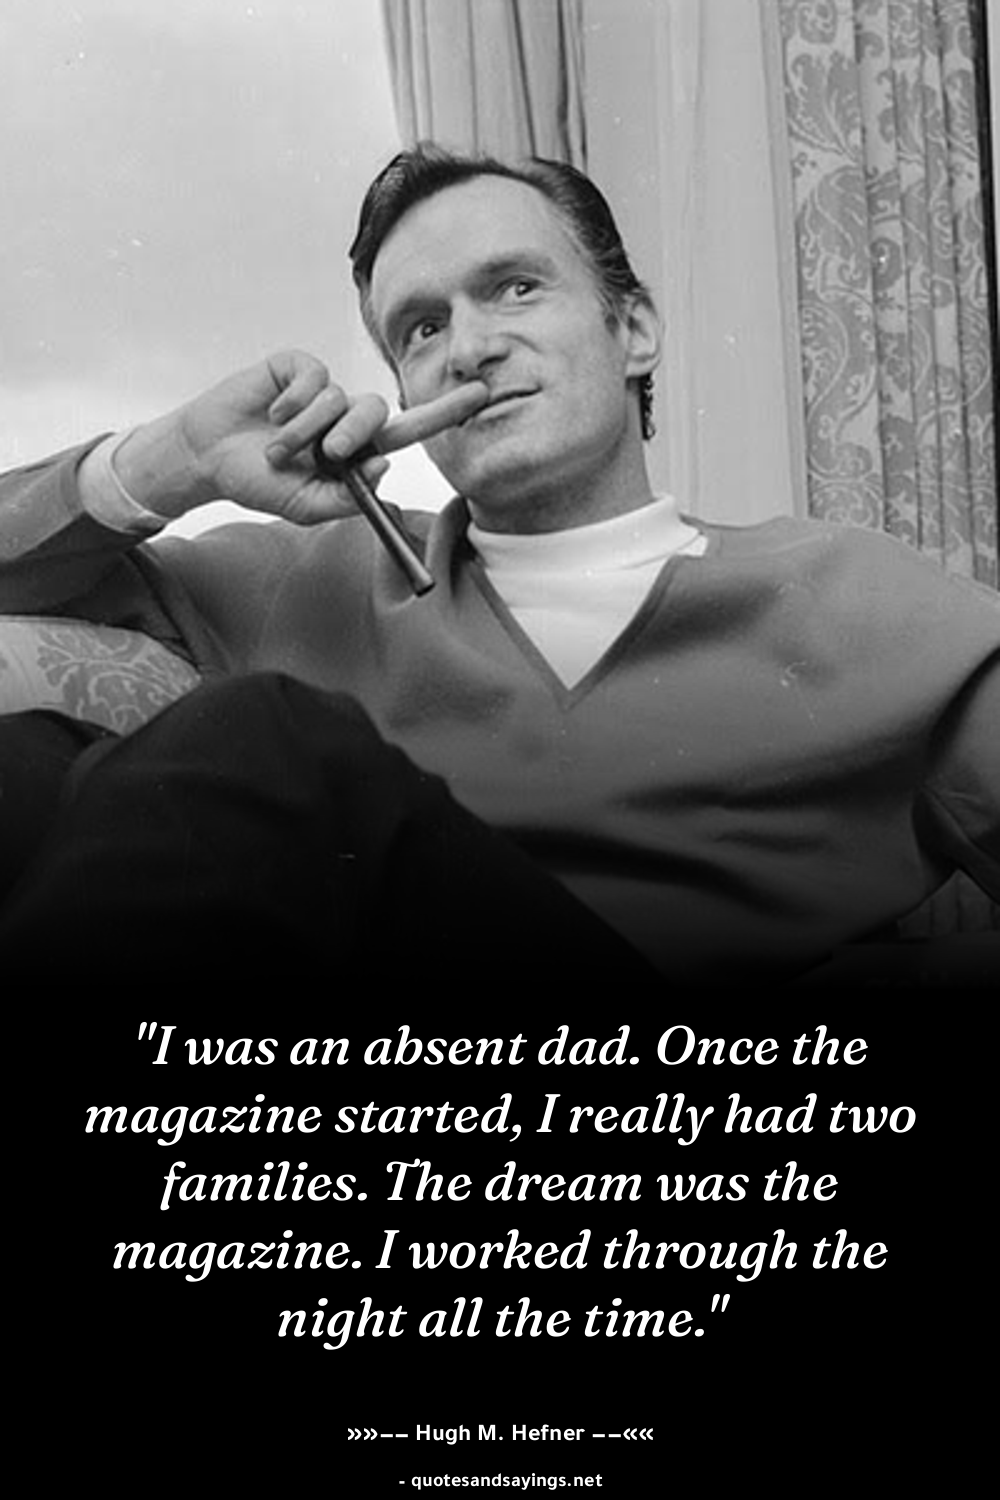 "I was an absent dad. Once the
magazine started, I really had two
families. The dream was the
magazine. I worked through the
night all the time."
»»–– Hugh M. Hefner ––««
- quotesandsayings.net